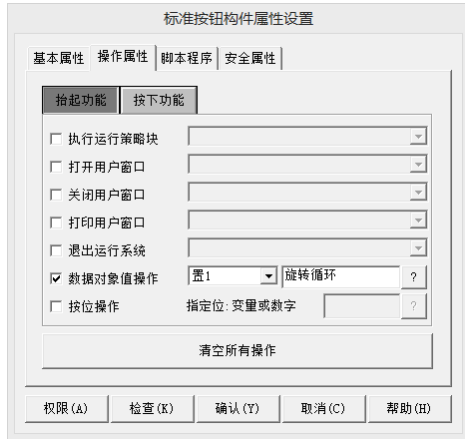 标准按钮构件属性设置
基本属性 操作属性 脚本程序 安全属性
抬起功能 按下功能
执行运行策略块
打开用户窗口
关闭用户窗口
打印用户窗口
退出运行系统
数据对象值操作 置1 旋转循环 ?
按位操作 指定位:变量或数字 ?
清空所有操作
权限(A) 检查(K) 确认(Y) 取消(C) 帮助(H)